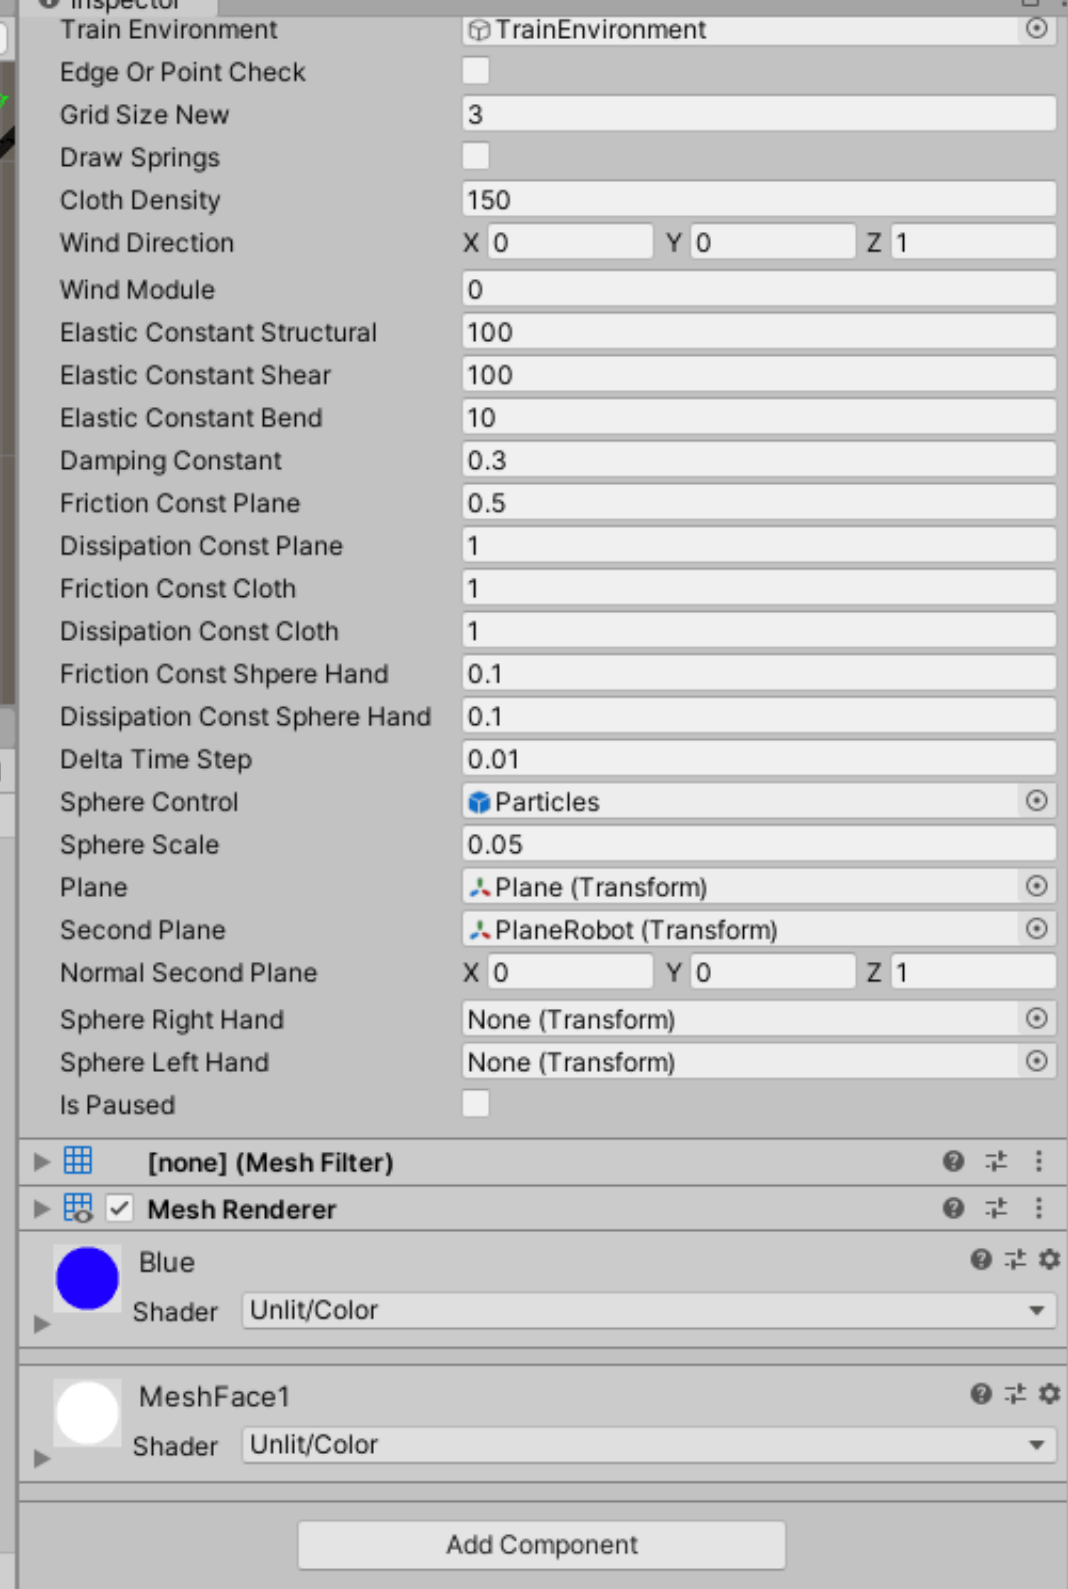 Inspector
Train Environment TrainEnvironment
Edge Or Point Check
Grid Size New 3
Draw Springs
Cloth Density 150
Wind Direction X 0 Y 0 Z 1
Wind Module 0
Elastic Constant Structural 100
Elastic Constant Shear 100
Elastic Constant Bend 10
Damping Constant 0.3
Friction Const Plane 0.5
Dissipation Const Plane 1
Friction Const Cloth 1
Dissipation Const Cloth 1
Friction Const Shpere Hand 0.1
Dissipation Const Sphere Hand 0.1
Delta Time Step 0.01
Sphere Control Particles
Sphere Scale 0.05
Plane Plane (Transform)
Second Plane PlaneRobot (Transform)
Normal Second Plane X 0 Y 0 Z 1
Sphere Right Hand None (Transform)
Sphere Left Hand None (Transform)
Is Paused
[none] (Mesh Filter)
Mesh Renderer
Blue
Shader Unlit/Color
MeshFace1
Shader Unlit/Color
Add Component